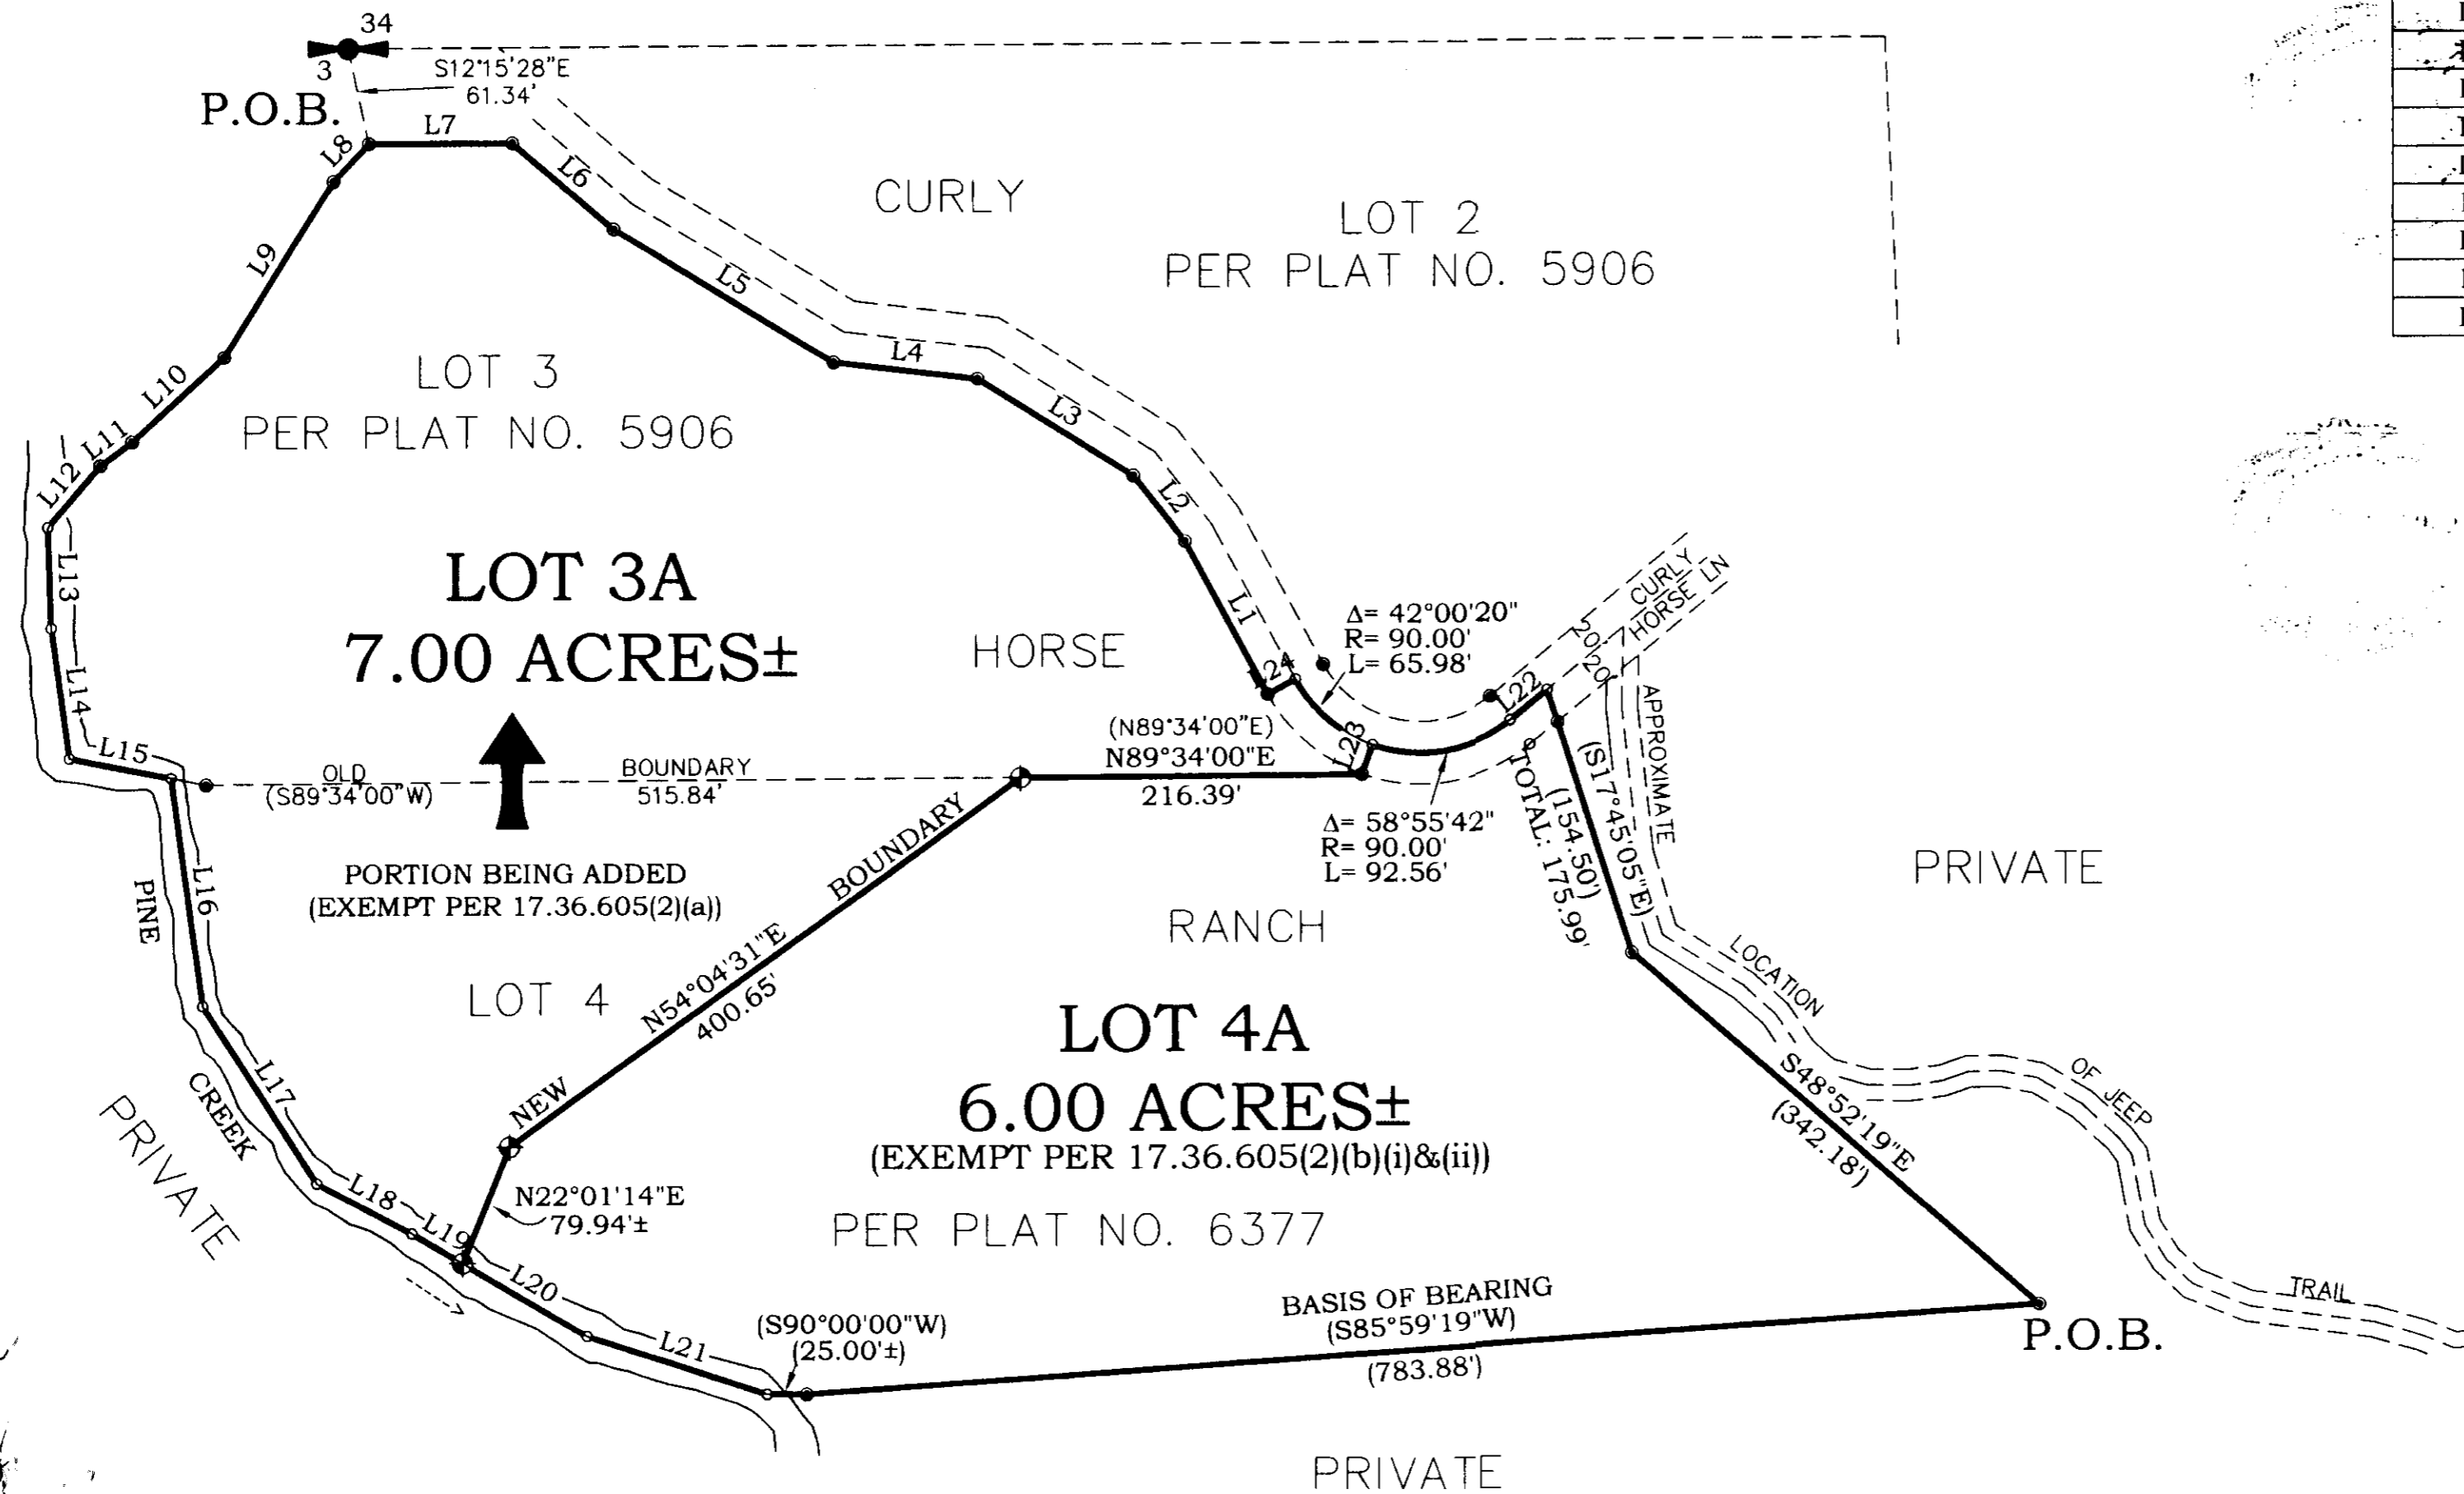 34
3
S12°15'28"E
61.34'
P.O.B.
L7
L8
L6
CURLY
LOT 2
PER PLAT NO. 5906
L9
L5
L4
LOT 3
PER PLAT NO. 5906
L10
L3
L11
L12
L2
L13
LOT 3A
7.00 ACRES±
HORSE
L1
Δ= 42°00'20"
R= 90.00'
L= 65.98'
CURLY
HORSE LN
20'
20'
L24
L22
L23
L14
L15
(N89°34'00"E)
N89°34'00"E
216.39'
OLD BOUNDARY
(S89°34'00"W) 515.84'
Δ= 58°55'42"
R= 90.00'
L= 92.56'
(S17°45'05"E)
(154.50')
TOTAL: 175.99'
APPROXIMATE
LOCATION
OF JEEP
TRAIL
PRIVATE
PORTION BEING ADDED
(EXEMPT PER 17.36.605(2)(a))
L16
PINE
CREEK
NEW BOUNDARY
N54°04'31"E
400.65'
RANCH
LOT 4
LOT 4A
6.00 ACRES±
(EXEMPT PER 17.36.605(2)(b)(i)&(ii))
PER PLAT NO. 6377
S48°52'19"E
(342.18')
L17
PRIVATE
L18
L19
N22°01'14"E
79.94'±
L20
L21
(S90°00'00"W)
(25.00'±)
BASIS OF BEARING
(S85°59'19"W)
(783.88')
P.O.B.
PRIVATE